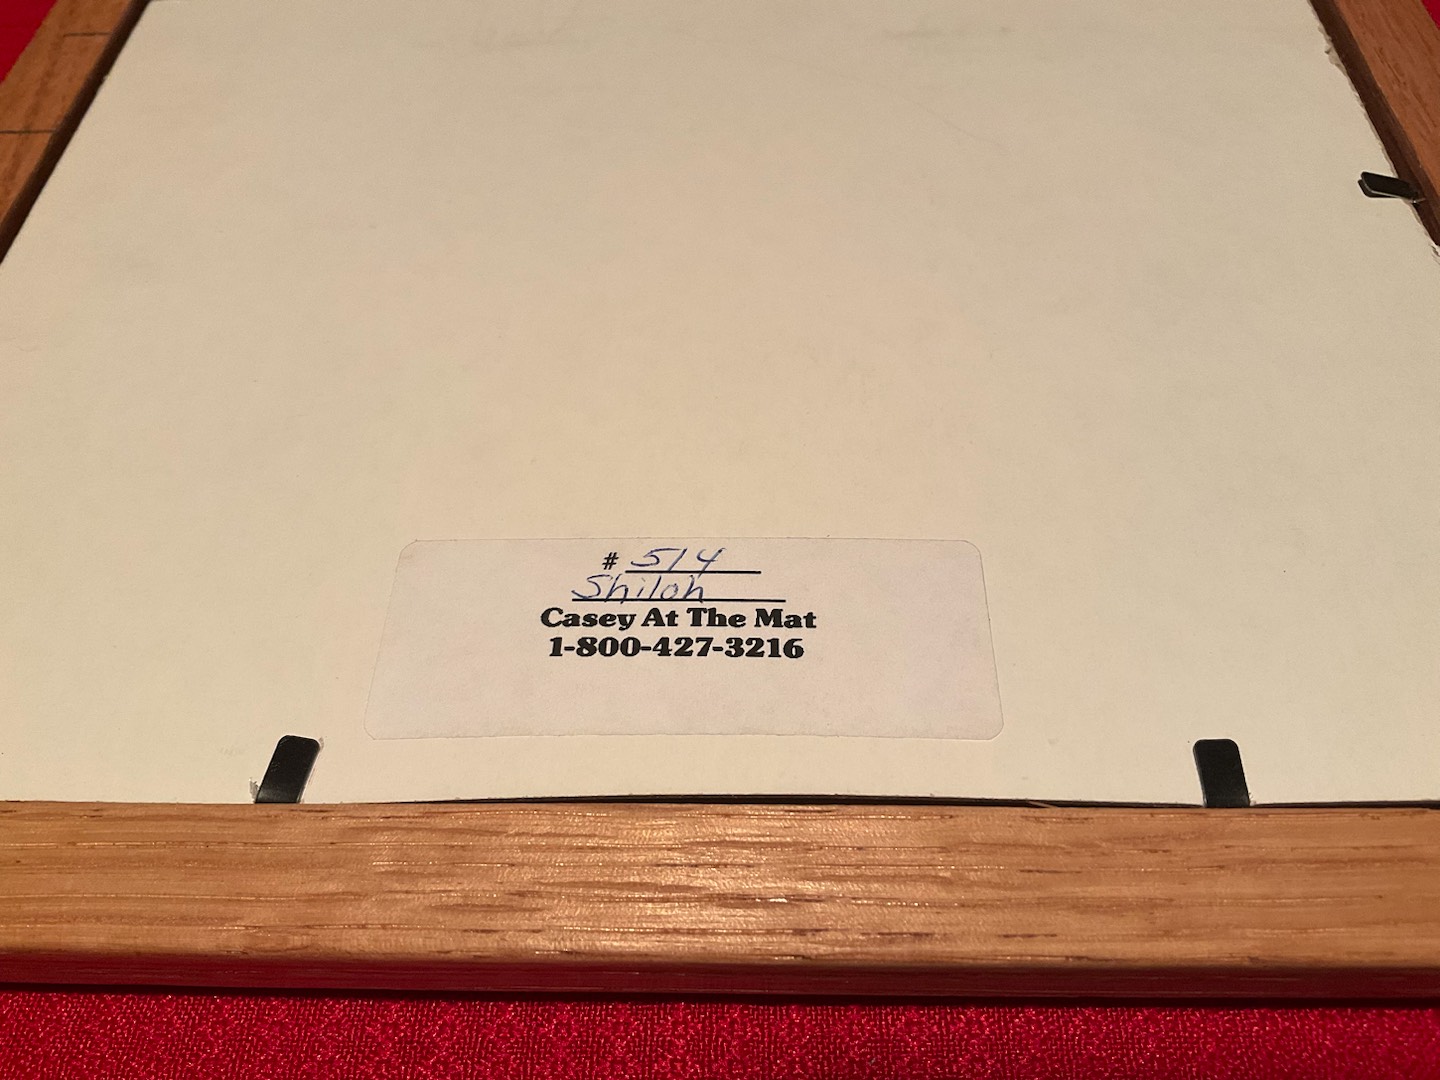 # 514
Shiloh
Casey At The Mat
1-800-427-3216